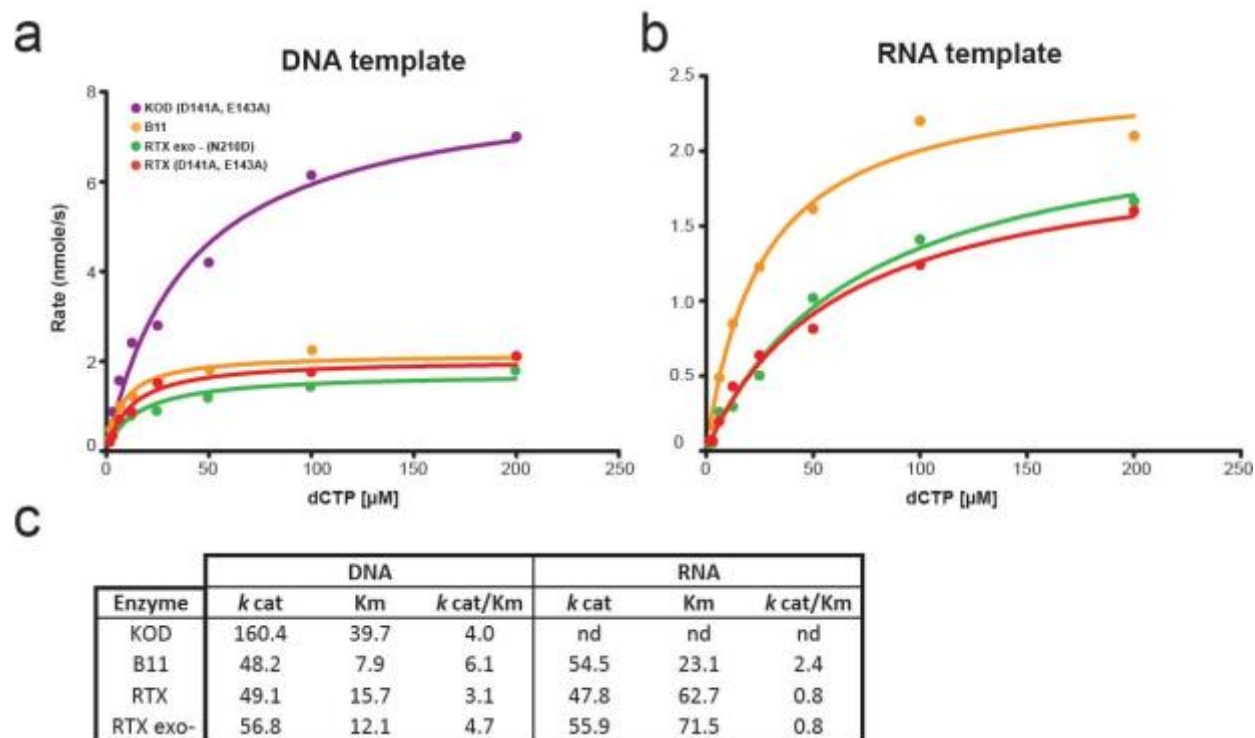 a
DNA template
8
6
4
2
0
Rate (nmole/s)
KOD (D141A, E143A)
B11
RTX exo - (N210D)
RTX (D141A, E143A)
0 50 100 150 200 250
dCTP [µM]
b
RNA template
2.5
2.0
1.5
1.0
0.5
0
0 50 100 150 200 250
dCTP [µM]
c
DNA RNA
Enzyme k cat Km k cat/Km k cat Km k cat/Km
KOD 160.4 39.7 4.0 nd nd nd
B11 48.2 7.9 6.1 54.5 23.1 2.4
RTX 49.1 15.7 3.1 47.8 62.7 0.8
RTX exo- 56.8 12.1 4.7 55.9 71.5 0.8